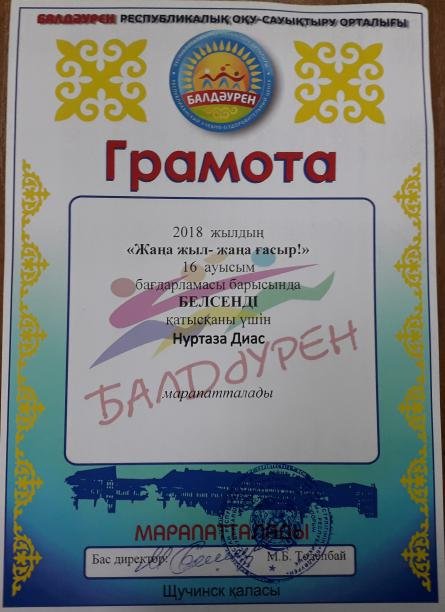 БАЛДӘУРЕН РЕСПУБЛИКАЛЫҚ ОҚУ-САУЫҚТЫРУ ОРТАЛЫҒЫ
БАЛДӘУРЕН
Грамота
2018 жылдың
«Жаңа жыл- жаңа ғасыр!»
16 ауысым
бағдарламасы барысында
БЕЛСЕНДІ
қатысқаны үшін
Нуртаза Диас
БАЛДӘУРЕН
марапатталады
МАРАПАТТАЛАДЫ
Бас директор: М.Б. Төленбай
Щучинск қаласы